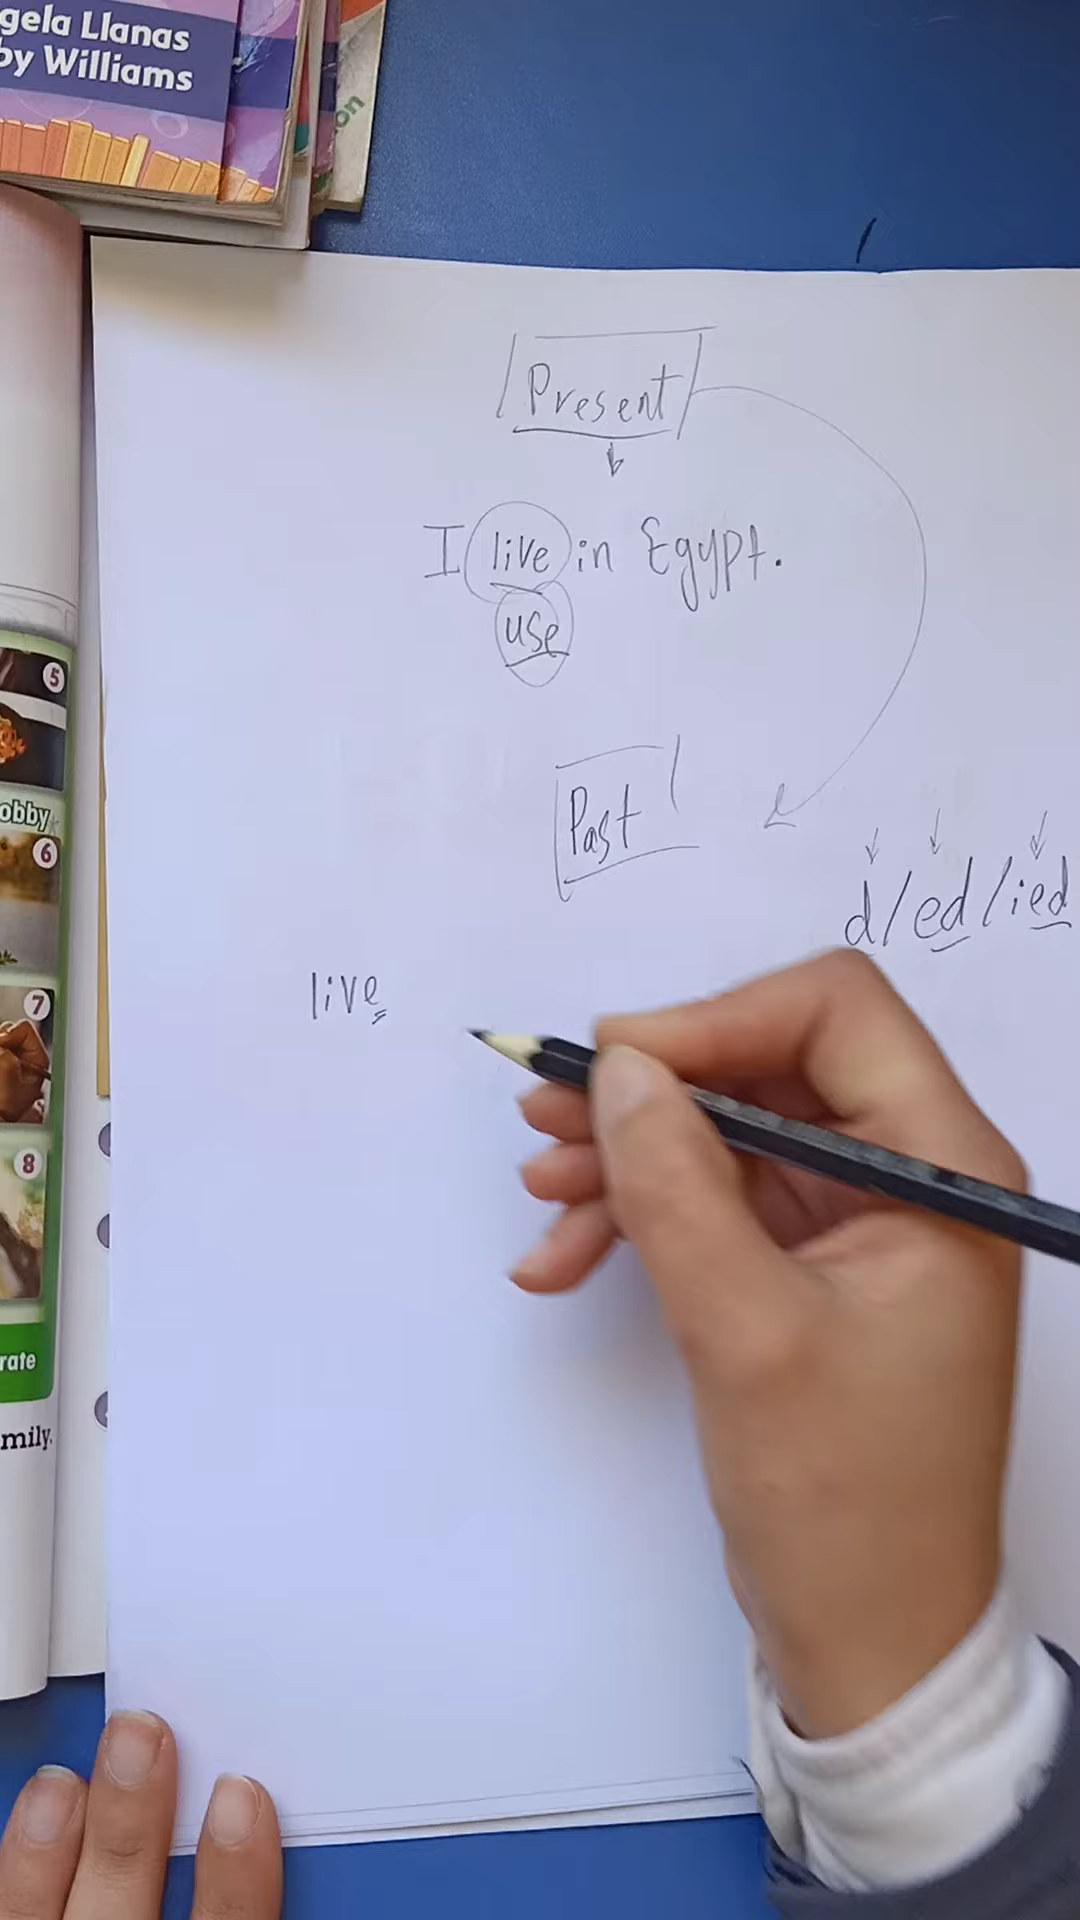 gela Llanas
by Williams
on
Present
I live in Egypt.
use
Past
d/ed/ied
live
5
obby
6
7
8
rate
mily.